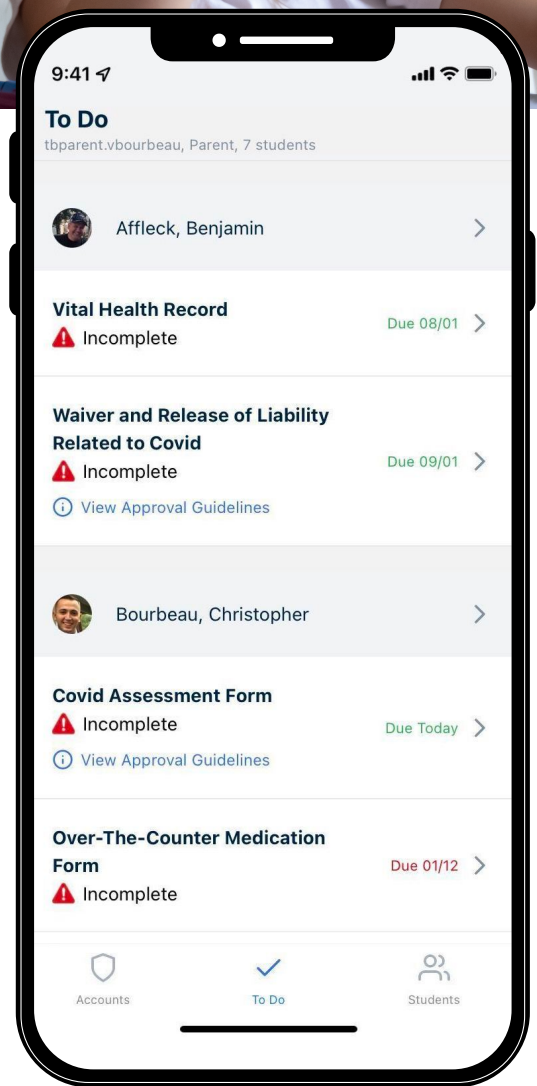 9:41
To Do
tbparent.vbourbeau, Parent, 7 students
Affleck, Benjamin
Vital Health Record
Incomplete
Due 08/01
Waiver and Release of Liability
Related to Covid
Incomplete
Due 09/01
View Approval Guidelines
Bourbeau, Christopher
Covid Assessment Form
Incomplete
Due Today
View Approval Guidelines
Over-The-Counter Medication
Form
Incomplete
Due 01/12
Accounts
To Do
Students